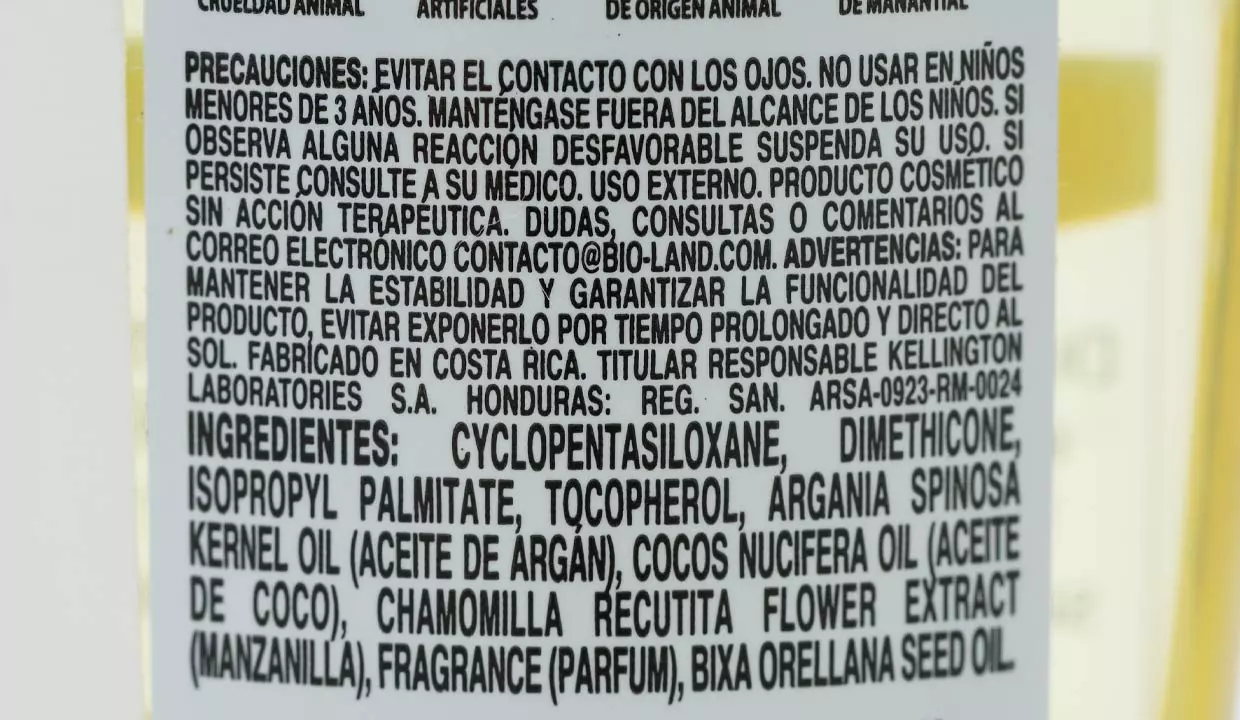 CRUELDAD ANIMAL ARTIFICIALES DE ORIGEN ANIMAL DE MANANTIAL
PRECAUCIONES: EVITAR EL CONTACTO CON LOS OJOS. NO USAR EN NIÑOS
MENORES DE 3 AÑOS. MANTÉNGASE FUERA DEL ALCANCE DE LOS NIÑOS. SI
OBSERVA ALGUNA REACCIÓN DESFAVORABLE SUSPENDA SU USO. SI
PERSISTE CONSULTE A SU MÉDICO. USO EXTERNO. PRODUCTO COSMÉTICO
SIN ACCIÓN TERAPÉUTICA. DUDAS, CONSULTAS O COMENTARIOS AL
CORREO ELECTRÓNICO CONTACTO@BIO-LAND.COM. ADVERTENCIAS: PARA
MANTENER LA ESTABILIDAD Y GARANTIZAR LA FUNCIONALIDAD DEL
PRODUCTO, EVITAR EXPONERLO POR TIEMPO PROLONGADO Y DIRECTO AL
SOL. FABRICADO EN COSTA RICA. TITULAR RESPONSABLE KELLINGTON
LABORATORIES S.A. HONDURAS: REG. SAN. ARSA-0923-RM-0024
INGREDIENTES: CYCLOPENTASILOXANE, DIMETHICONE,
ISOPROPYL PALMITATE, TOCOPHEROL, ARGANIA SPINOSA
KERNEL OIL (ACEITE DE ARGÁN), COCOS NUCIFERA OIL (ACEITE
DE COCO), CHAMOMILLA RECUTITA FLOWER EXTRACT
(MANZANILLA), FRAGRANCE (PARFUM), BIXA ORELLANA SEED OIL.